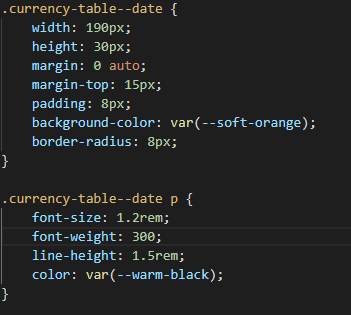 .currency-table--date {
    width: 190px;
    height: 30px;
    margin: 0 auto;
    margin-top: 15px;
    padding: 8px;
    background-color: var(--soft-orange);
    border-radius: 8px;
}

.currency-table--date p {
    font-size: 1.2rem;
    font-weight: 300;
    line-height: 1.5rem;
    color: var(--warm-black);
}